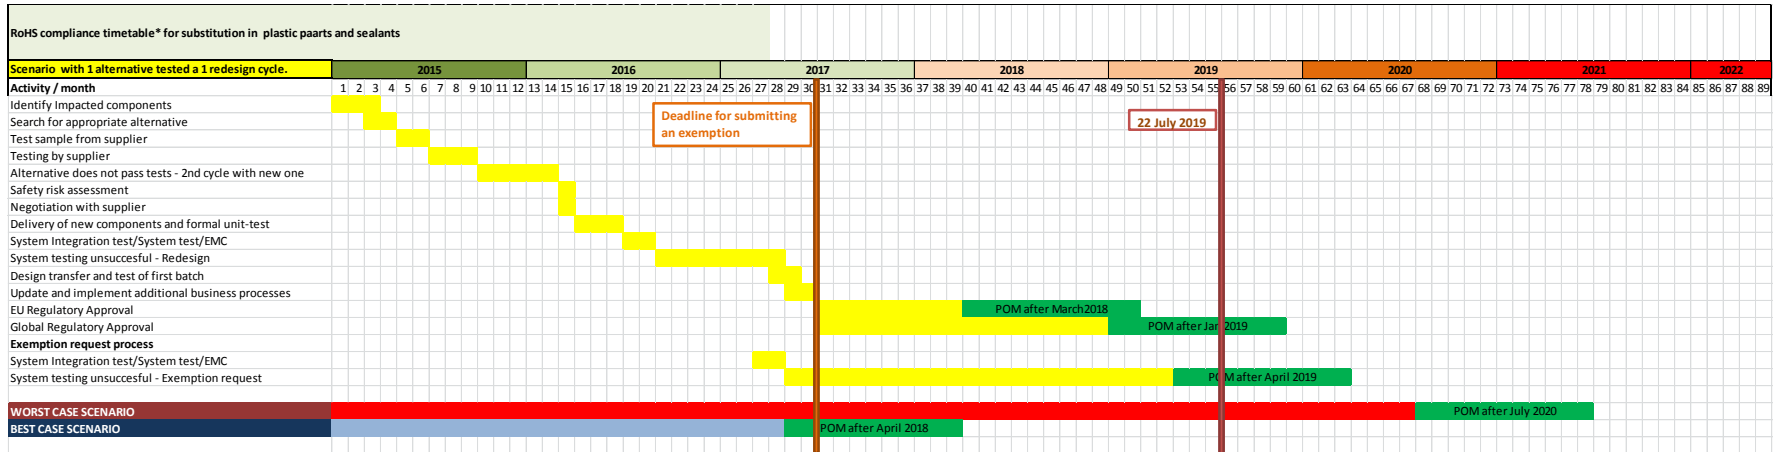 RoHS compliance timetable* for substitution in plastic paarts and sealants
Scenario with 1 alternative tested a 1 redesign cycle. 2015 2016 2017 2018 2019 2020 2021 2022
Activity / month 1 2 3 4 5 6 7 8 9 10 11 12 13 14 15 16 17 18 19 20 21 22 23 24 25 26 27 28 29 30 31 32 33 34 35 36 37 38 39 40 41 42 43 44 45 46 47 48 49 50 51 52 53 54 55 56 57 58 59 60 61 62 63 64 65 66 67 68 69 70 71 72 73 74 75 76 77 78 79 80 81 82 83 84 85 86 87 88 89
Identify Impacted components
Deadline for submitting
an exemption
22 July 2019
Search for appropriate alternative
Test sample from supplier
Testing by supplier
Alternative does not pass tests - 2nd cycle with new one
Safety risk assessment
Negotiation with supplier
Delivery of new components and formal unit-test
System Integration test/System test/EMC
System testing unsuccesful - Redesign
Design transfer and test of first batch
Update and implement additional business processes
EU Regulatory Approval POM after March2018
Global Regulatory Approval POM after Jan 2019
Exemption request process
System Integration test/System test/EMC
System testing unsuccesful - Exemption request POM after April 2019
WORST CASE SCENARIO POM after July 2020
BEST CASE SCENARIO POM after April 2018